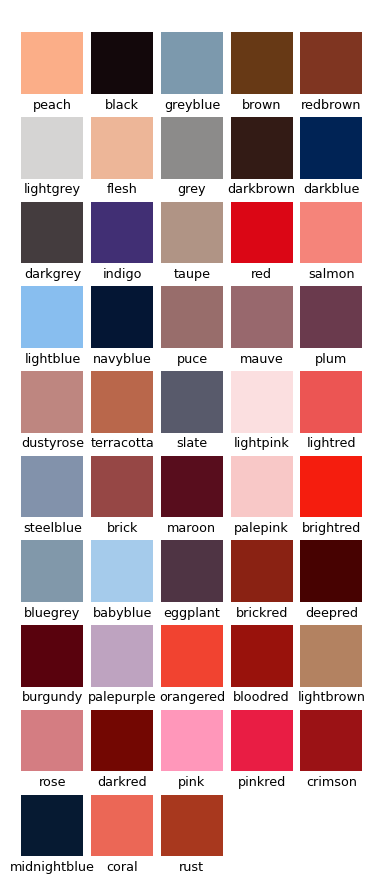 peach black greyblue brown redbrown
lightgrey flesh grey darkbrown darkblue
darkgrey indigo taupe red salmon
lightblue navyblue puce mauve plum
dustyrose terracotta slate lightpink lightred
steelblue brick maroon palepink brightred
bluegrey babyblue eggplant brickred deepred
burgundy palepurple orangered bloodred lightbrown
rose darkred pink pinkred crimson
midnightblue coral rust